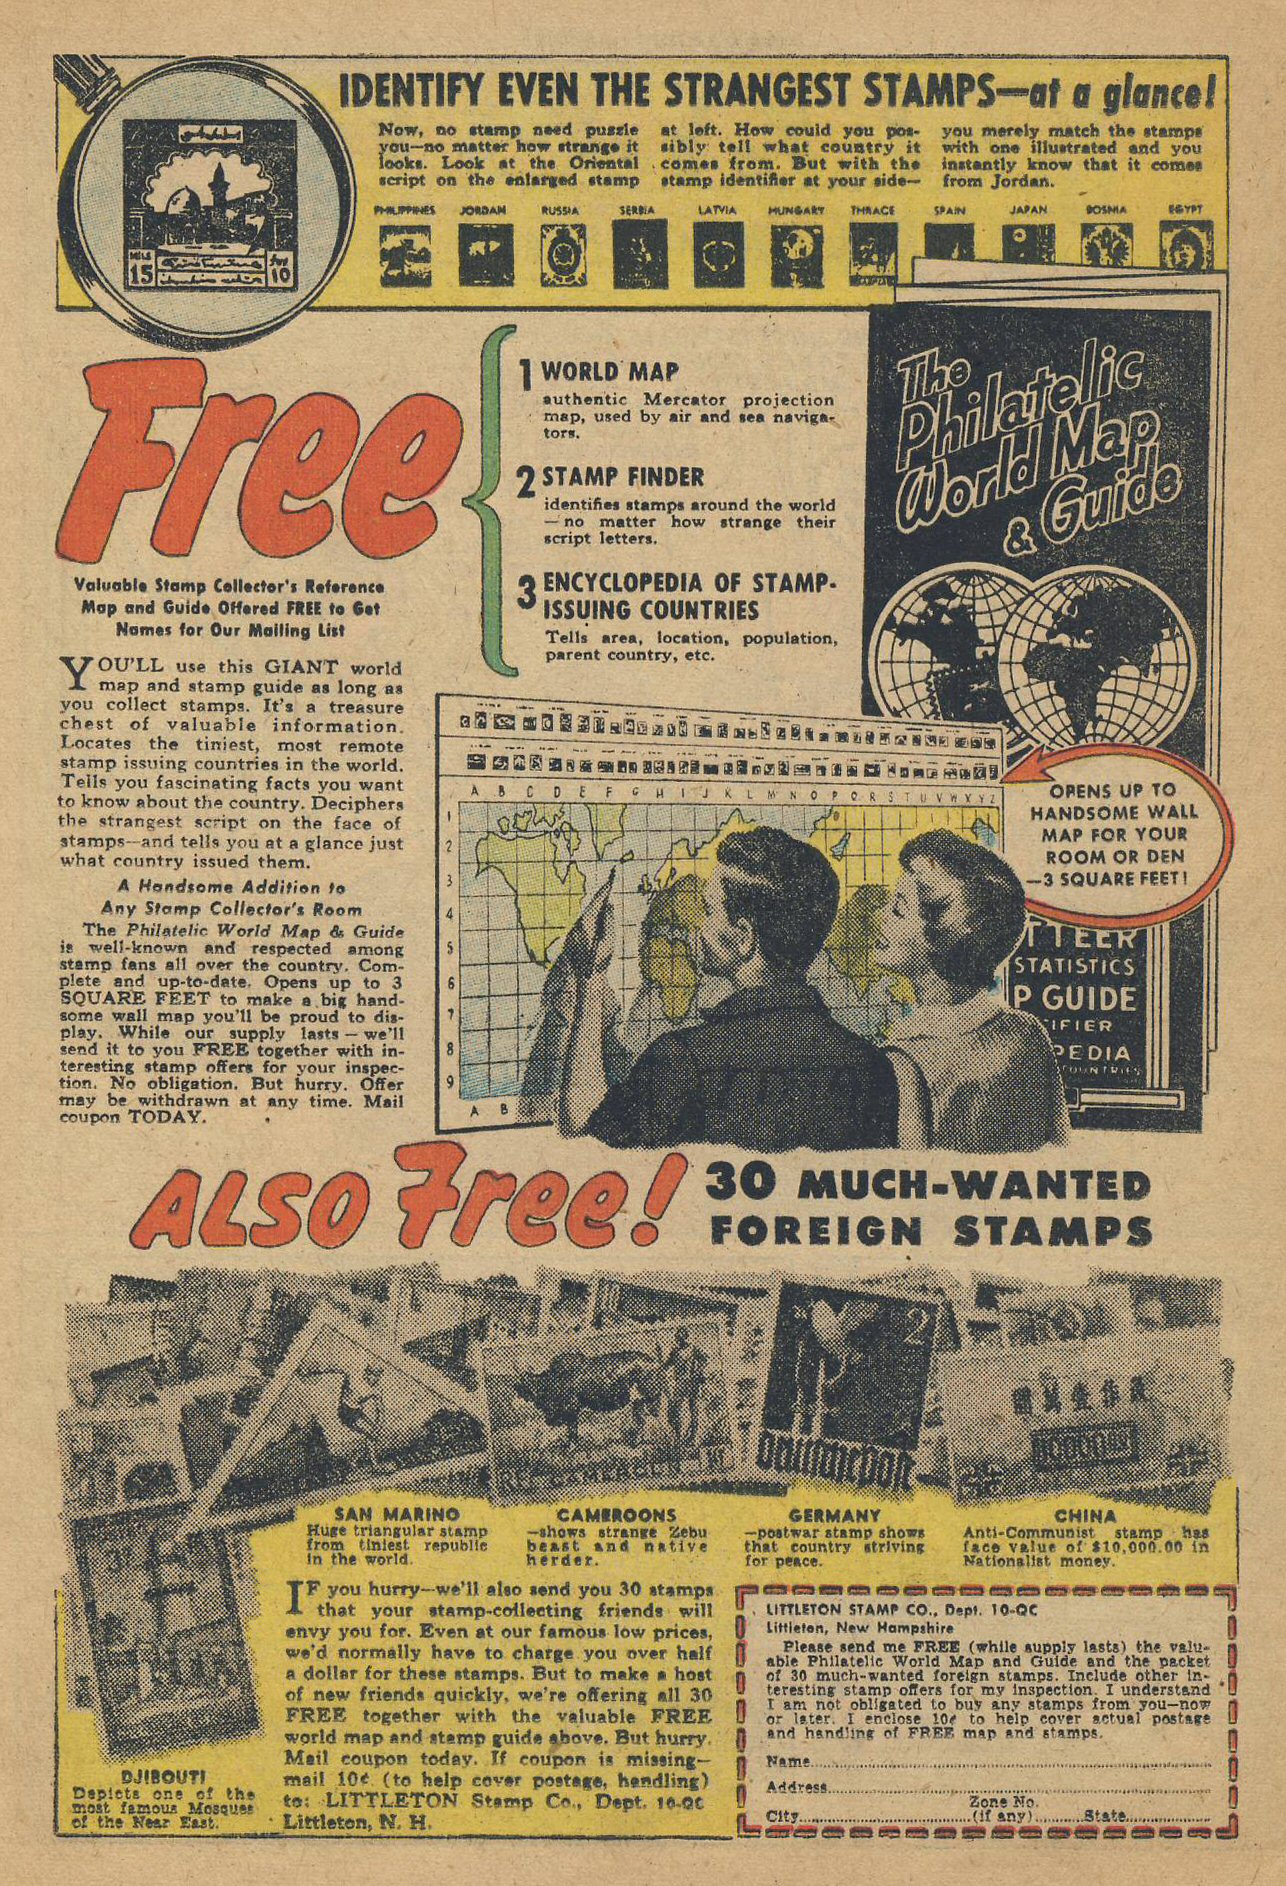 IDENTIFY EVEN THE STRANGEST STAMPS—at a glance!
Now, no stamp need puzzle
you—no matter how strange it
looks. Look at the Oriental
script on the enlarged stamp
at left. How could you pos-
sibly tell what country it
comes from. But with the
stamp identifier at your side—
you merely match the stamps
with one illustrated and you
instantly know that it comes
from Jordan.
MILS
15
10
PHILIPPINES JORDAN RUSSIA SERBIA LATVIA HUNGARY THRACE SPAIN JAPAN BOSNIA EGYPT
Free
1 WORLD MAP
authentic Mercator projection
map, used by air and sea naviga-
tors.
2 STAMP FINDER
identifies stamps around the world
—no matter how strange their
script letters.
3 ENCYCLOPEDIA OF STAMP-
ISSUING COUNTRIES
Tells area, location, population,
parent country, etc.
The
Philatelic
World Map
& Guide
Valuable Stamp Collector's Reference
Map and Guide Offered FREE to Get
Names for Our Mailing List
YOU'LL use this GIANT world
map and stamp guide as long as
you collect stamps. It's a treasure
chest of valuable information.
Locates the tiniest, most remote
stamp issuing countries in the world.
Tells you fascinating facts you want
to know about the country. Deciphers
the strangest script on the face of
stamps—and tells you at a glance just
what country issued them.
A Handsome Addition to
Any Stamp Collector's Room
The Philatelic World Map & Guide
is well-known and respected among
stamp fans all over the country. Com-
plete and up-to-date. Opens up to 3
SQUARE FEET to make a big hand-
some wall map you'll be proud to dis-
play. While our supply lasts — we'll
send it to you FREE together with in-
teresting stamp offers for your inspec-
tion. No obligation. But hurry. Offer
may be withdrawn at any time. Mail
coupon TODAY.
A B C D E F G H I J K L M N O P Q R S T U V W X Y Z
1
2
3
4
5
6
7
8
9
A B
OPENS UP TO
HANDSOME WALL
MAP FOR YOUR
ROOM OR DEN
—3 SQUARE FEET!
TTEER
STATISTICS
P GUIDE
IFIER
PEDIA
COUNTRIES
ALSO Free! 30 MUCH-WANTED
FOREIGN STAMPS
CAMEROUN
2
SAN MARINO
Huge triangular stamp
from tiniest republic
in the world.
CAMEROONS
—shows strange Zebu
beast and native
herder.
GERMANY
—postwar stamp shows
that country striving
for peace.
CHINA
Anti-Communist stamp has
face value of $10,000.00 in
Nationalist money.
DJIBOUTI
Depicts one of the
most famous Mosques
of the Near East.
IF you hurry—we'll also send you 30 stamps
that your stamp-collecting friends will
envy you for. Even at our famous low prices,
we'd normally have to charge you over half
a dollar for these stamps. But to make a host
of new friends quickly, we're offering all 30
FREE together with the valuable FREE
world map and stamp guide above. But hurry.
Mail coupon today. If coupon is missing—
mail 10¢ (to help cover postage, handling)
to: LITTLETON Stamp Co., Dept. 10-QC
Littleton, N. H.
LITTLETON STAMP CO., Dept. 10-QC
Littleton, New Hampshire
Please send me FREE (while supply lasts) the valu-
able Philatelic World Map and Guide and the packet
of 30 much-wanted foreign stamps. Include other in-
teresting stamp offers for my inspection. I understand
I am not obligated to buy any stamps from you—now
or later. I enclose 10¢ to help cover actual postage
and handling of FREE map and stamps.
Name
Address
Zone No.
City (if any) State